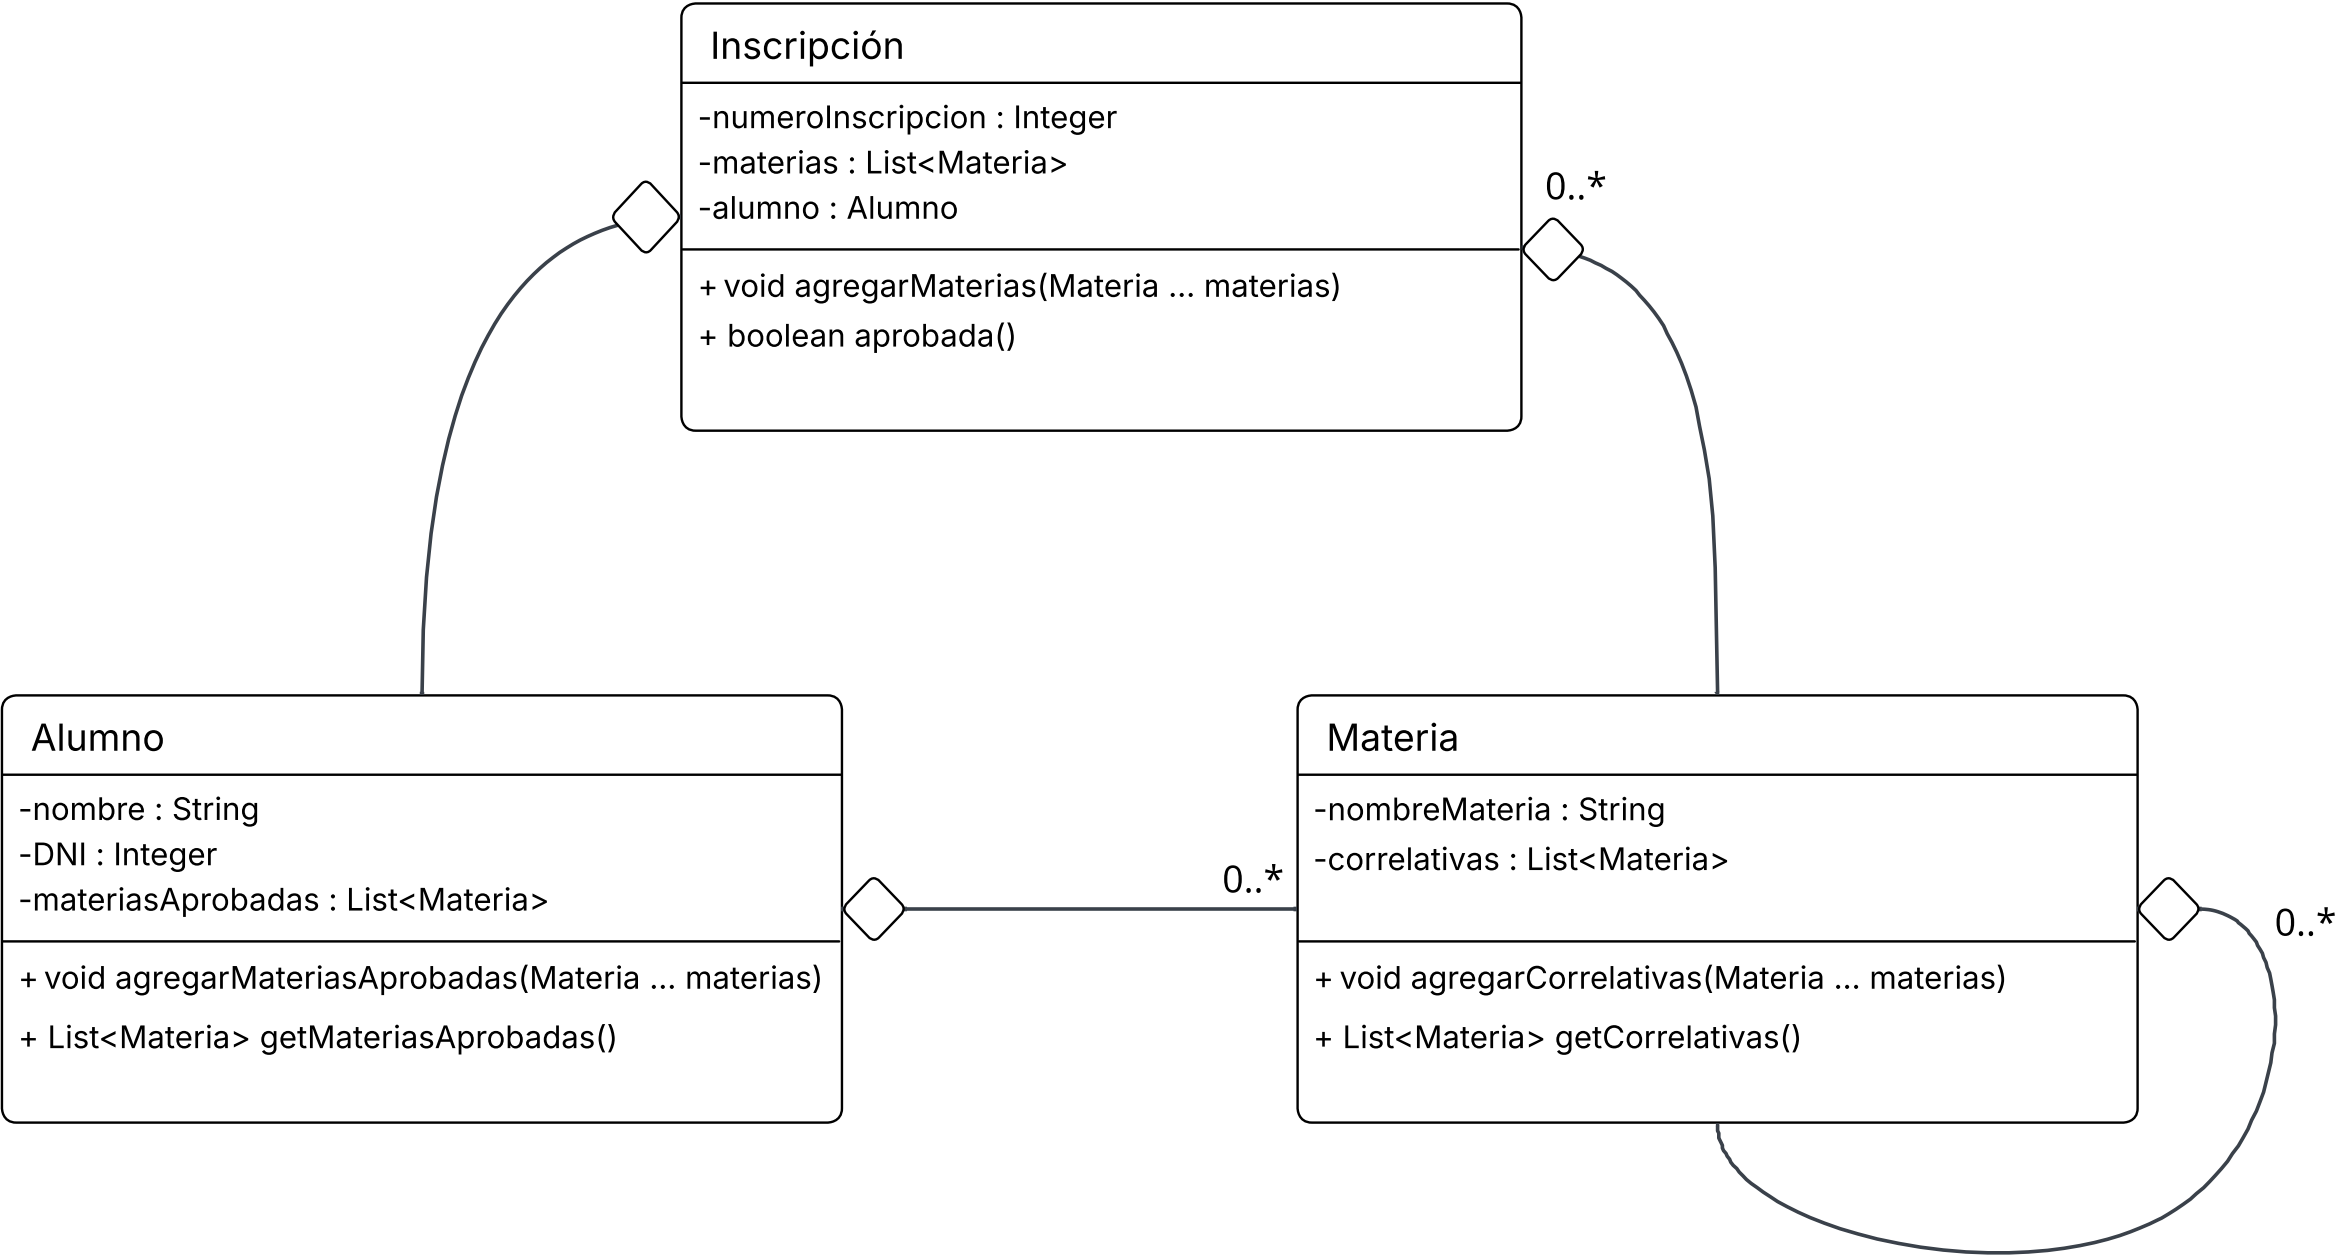 Inscripción
-numeroInscripcion : Integer
-materias : List<Materia>
-alumno : Alumno
+ void agregarMaterias(Materia ... materias)
+ boolean aprobada()
0..*
Alumno
-nombre : String
-DNI : Integer
-materiasAprobadas : List<Materia>
+ void agregarMateriasAprobadas(Materia ... materias)
+ List<Materia> getMateriasAprobadas()
0..*
Materia
-nombreMateria : String
-correlativas : List<Materia>
+ void agregarCorrelativas(Materia ... materias)
+ List<Materia> getCorrelativas()
0..*